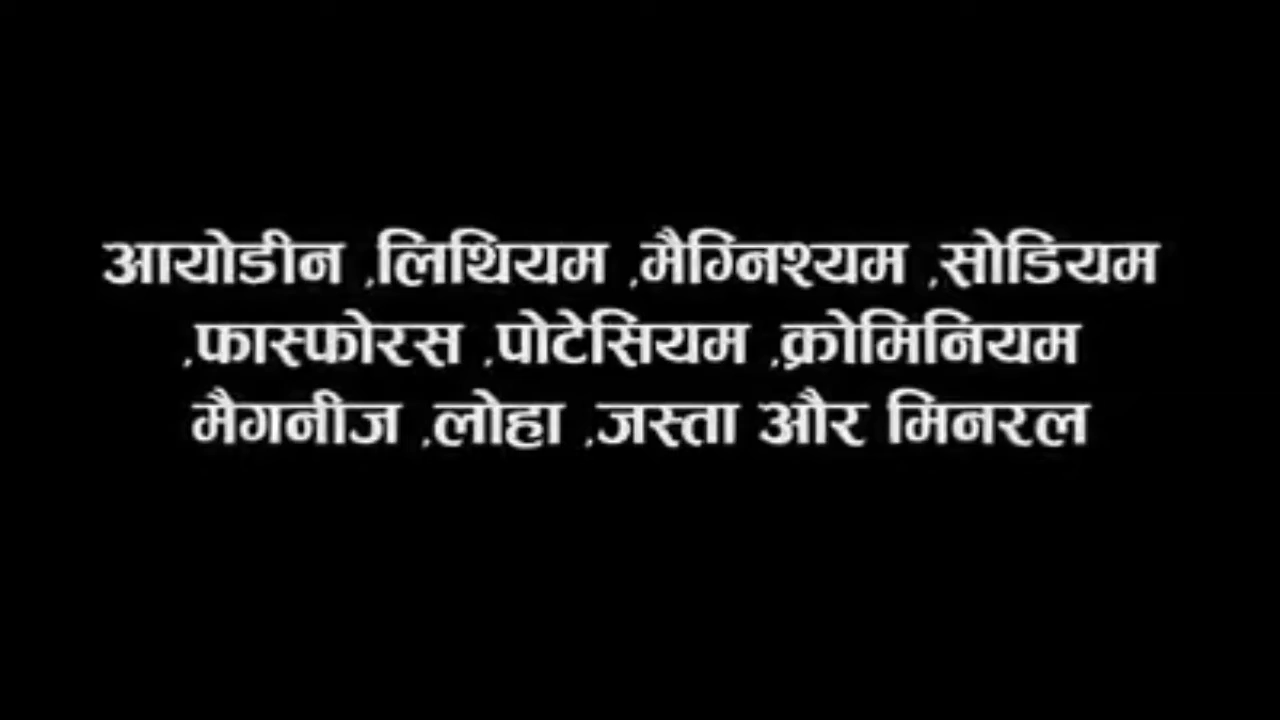 आयोडीन ,लिथियम ,मैग्निश्यम ,सोडियम
,फास्फोरस ,पोटेसियम ,क्रोमिनियम
मैगनीज ,लोहा ,जस्ता और मिनरल